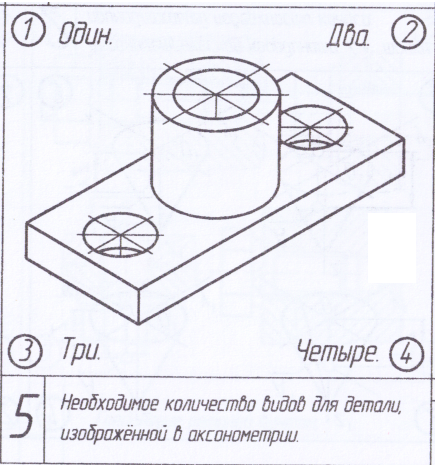 1 Один.
Два. 2
3 Три.
Четыре. 4
5
Необходимое количество видов для детали,
изображённой в аксонометрии.